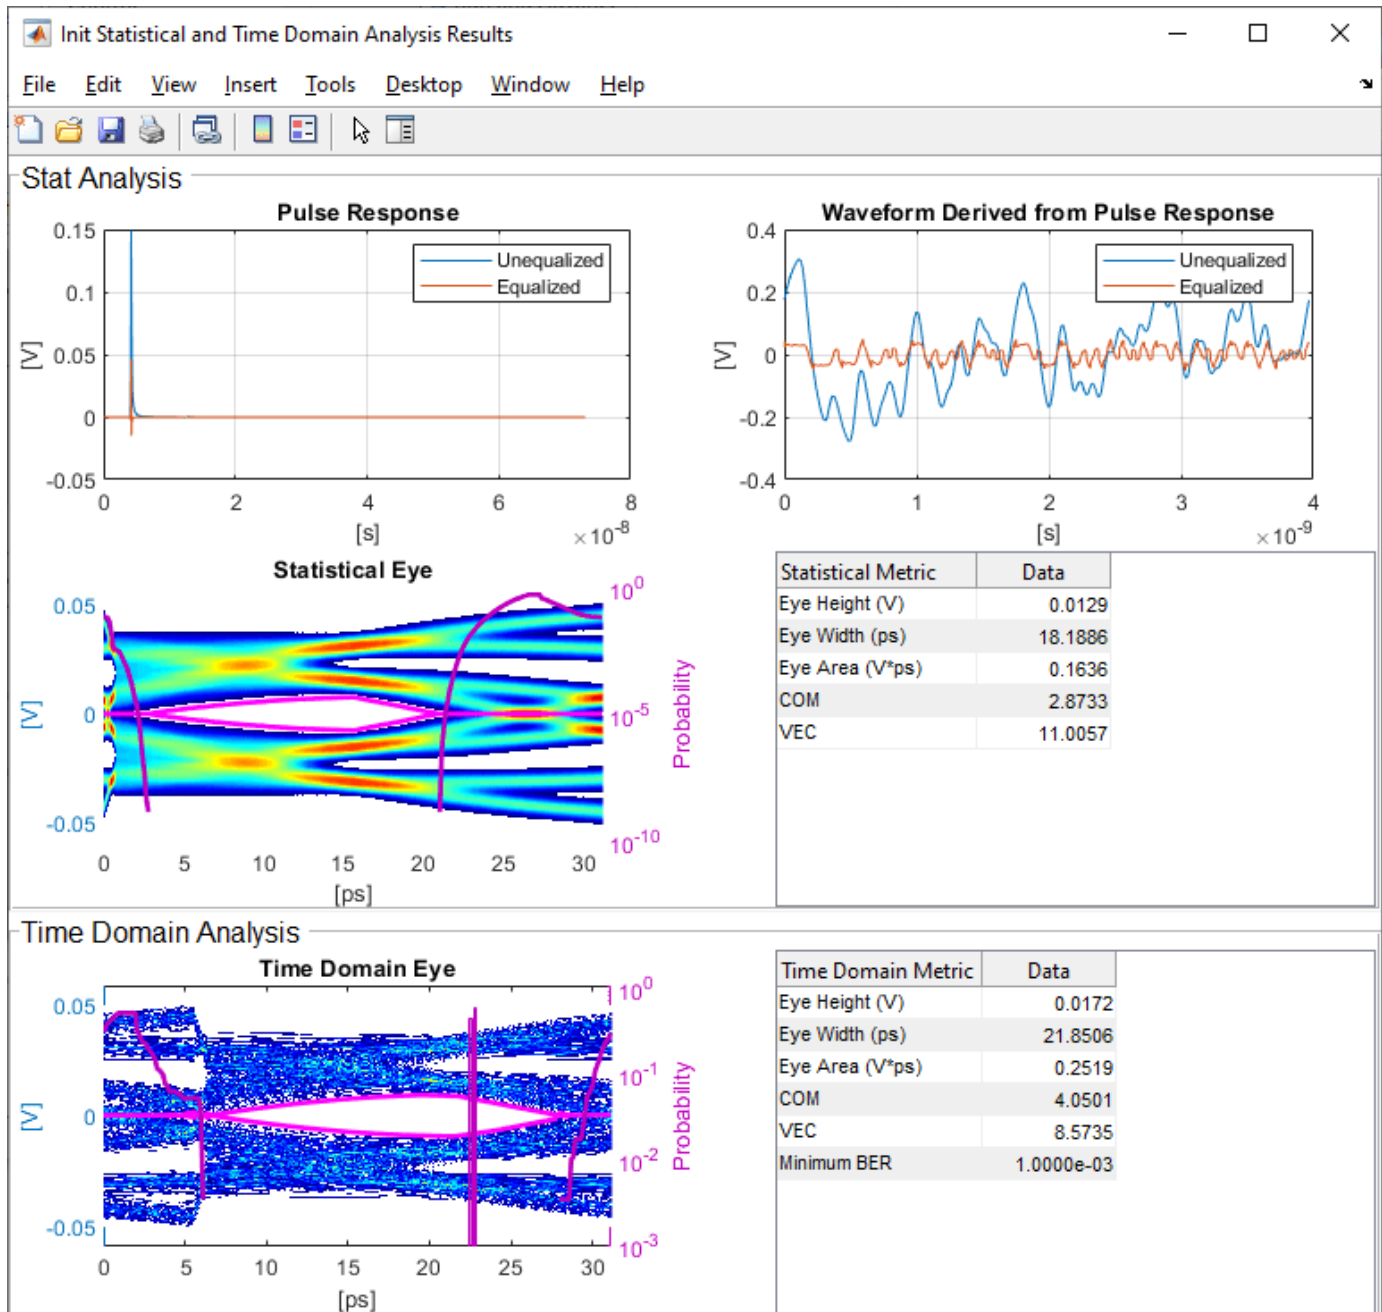 Init Statistical and Time Domain Analysis Results
File Edit View Insert Tools Desktop Window Help
Stat Analysis
Pulse Response
0.15
0.1
0.05
0
-0.05
[V]
Unequalized
Equalized
0 2 4 6 8
[s] ×10-8
Waveform Derived from Pulse Response
0.4
0.2
0
-0.2
-0.4
[V]
Unequalized
Equalized
0 1 2 3 4
[s] ×10-9
Statistical Eye
0.05
0
-0.05
[V]
100
10-5
10-10
Probability
0 5 10 15 20 25 30
[ps]
Statistical Metric Data
Eye Height (V) 0.0129
Eye Width (ps) 18.1886
Eye Area (V*ps) 0.1636
COM 2.8733
VEC 11.0057
Time Domain Analysis
Time Domain Eye
0.05
0
-0.05
[V]
100
10-1
10-2
10-3
Probability
0 5 10 15 20 25 30
[ps]
Time Domain Metric Data
Eye Height (V) 0.0172
Eye Width (ps) 21.8506
Eye Area (V*ps) 0.2519
COM 4.0501
VEC 8.5735
Minimum BER 1.0000e-03